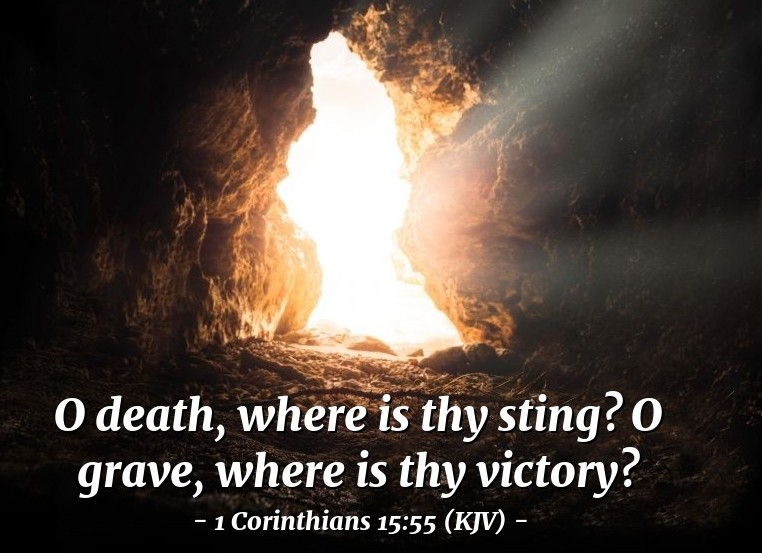 O death, where is thy sting? O
grave, where is thy victory?
- 1 Corinthians 15:55 (KJV) -